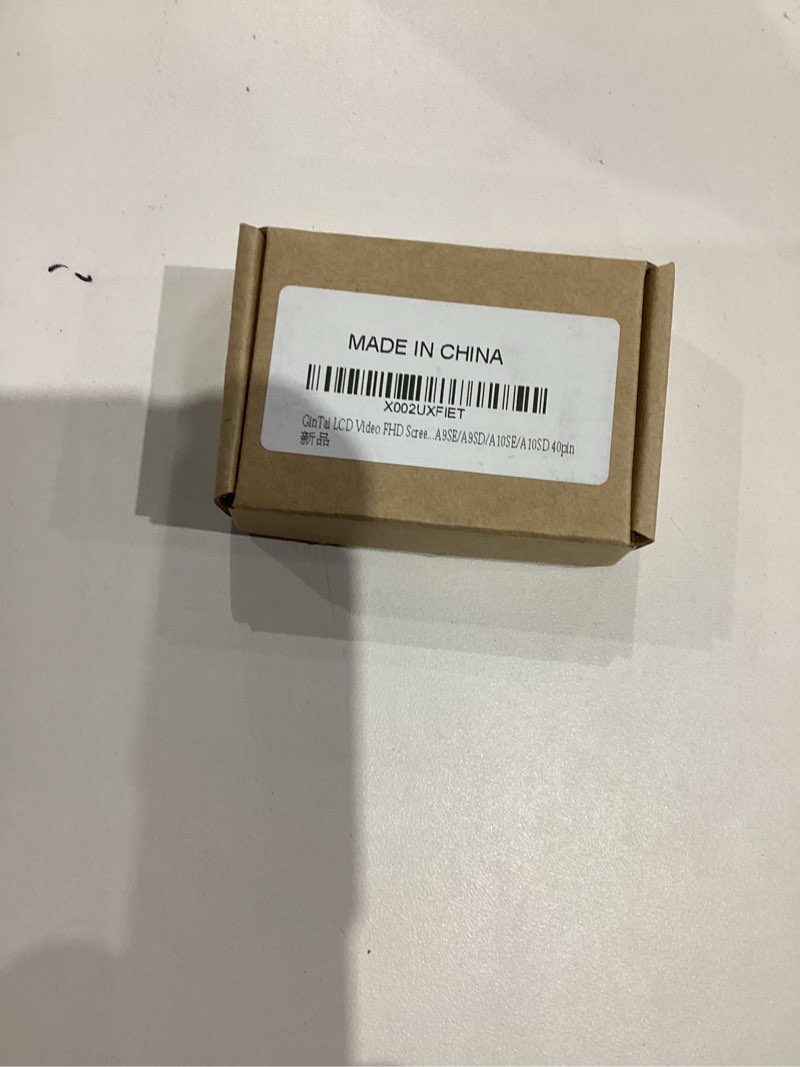 MADE IN CHINA
X002UXFIET
GinTai LCD Video FHD Scree...A9SE/A9SD/A10SE/A10SD 40pin
新品